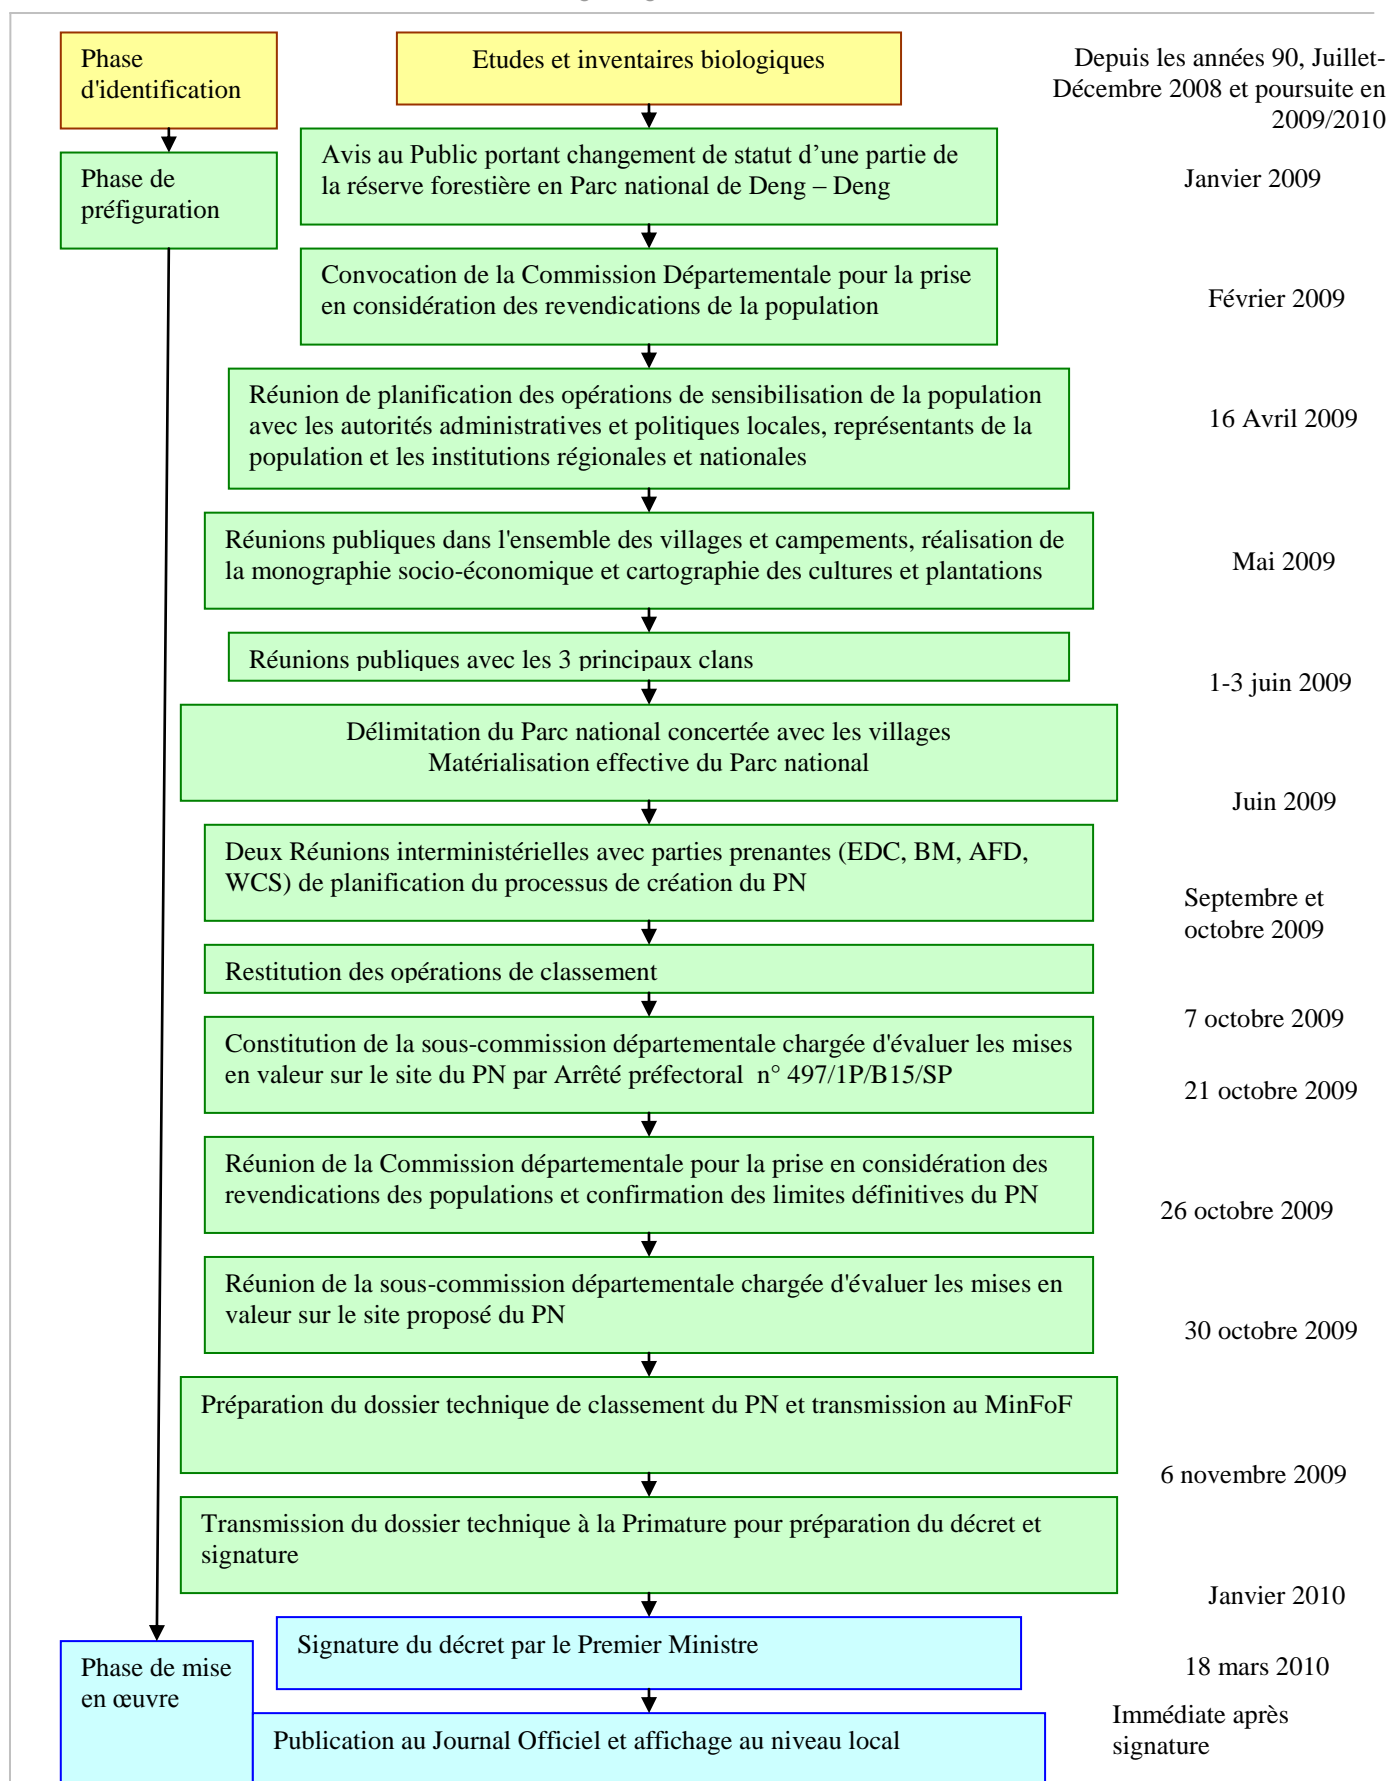 Phase
d'identification
Etudes et inventaires biologiques
Depuis les années 90, Juillet-
Décembre 2008 et poursuite en
2009/2010
Phase de
préfiguration
Avis au Public portant changement de statut d’une partie de
la réserve forestière en Parc national de Deng – Deng
Janvier 2009
Convocation de la Commission Départementale pour la prise
en considération des revendications de la population
Février 2009
Réunion de planification des opérations de sensibilisation de la population
avec les autorités administratives et politiques locales, représentants de la
population et les institutions régionales et nationales
16 Avril 2009
Réunions publiques dans l'ensemble des villages et campements, réalisation de
la monographie socio-économique et cartographie des cultures et plantations
Mai 2009
Réunions publiques avec les 3 principaux clans
1-3 juin 2009
Délimitation du Parc national concertée avec les villages
Matérialisation effective du Parc national
Juin 2009
Deux Réunions interministérielles avec parties prenantes (EDC, BM, AFD,
WCS) de planification du processus de création du PN
Septembre et
octobre 2009
Restitution des opérations de classement
7 octobre 2009
Constitution de la sous-commission départementale chargée d'évaluer les mises
en valeur sur le site du PN par Arrêté préfectoral n° 497/1P/B15/SP
21 octobre 2009
Réunion de la Commission départementale pour la prise en considération des
revendications des populations et confirmation des limites définitives du PN
26 octobre 2009
Réunion de la sous-commission départementale chargée d'évaluer les mises en
valeur sur le site proposé du PN
30 octobre 2009
Préparation du dossier technique de classement du PN et transmission au MinFoF
6 novembre 2009
Transmission du dossier technique à la Primature pour préparation du décret et
signature
Janvier 2010
Phase de mise
en œuvre
Signature du décret par le Premier Ministre
18 mars 2010
Publication au Journal Officiel et affichage au niveau local
Immédiate après
signature